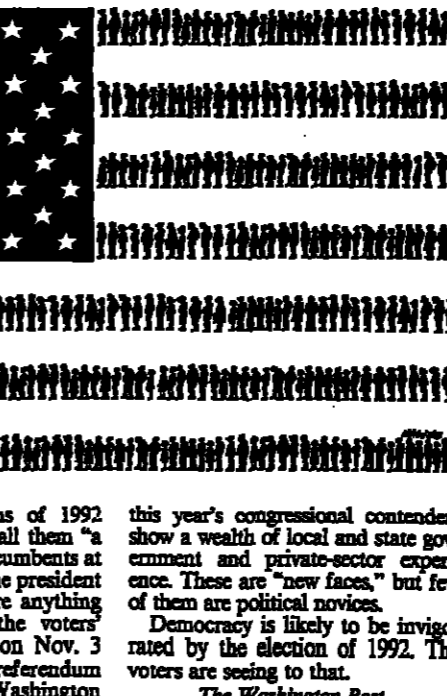 ns of 1992
all them “a
cumbents at
e president
re anything
the voters’
on Nov. 3
referendum
Washington
this year’s congressional contender
show a wealth of local and state gov
ernment and private-sector exper
ence. These are “new faces,” but fe
of them are political novices.
Democracy is likely to be invigo
rated by the election of 1992. Th
voters are seeing to that.
The Washington Post